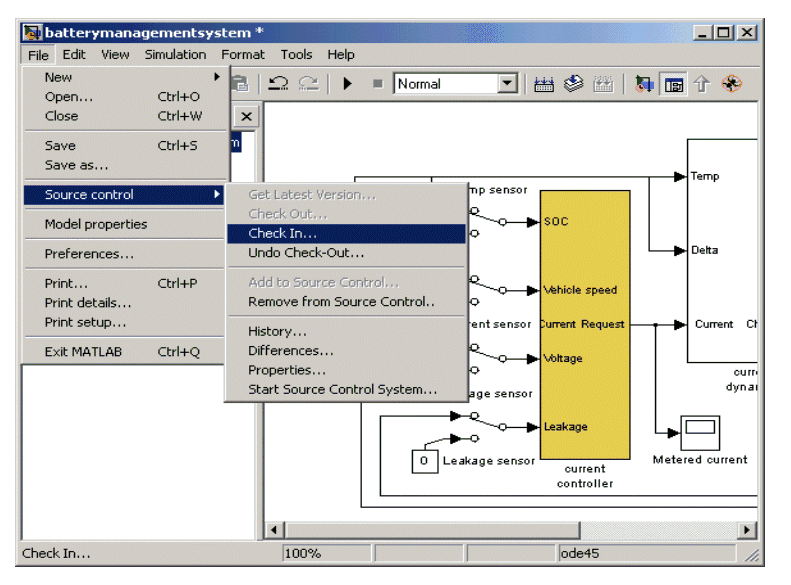 batterymanagementsystem *
File Edit View Simulation Format Tools Help
Normal
New
Open... Ctrl+O
Close Ctrl+W
Save Ctrl+S
Save as...
Source control
Model properties
Preferences...
Print... Ctrl+P
Print details...
Print setup...
Exit MATLAB Ctrl+Q
Get Latest Version...
Check Out...
Check In...
Undo Check-Out...
Add to Source Control...
Remove from Source Control..
History...
Differences...
Properties...
Start Source Control System...
mp sensor
SOC
Vehicle speed
rent sensor
Current Request
Voltage
age sensor
Leakage
0
Leakage sensor
current
controller
Temp
Delta
Current
Ch
curr
dynar
Metered current
Check In...
100%
ode45